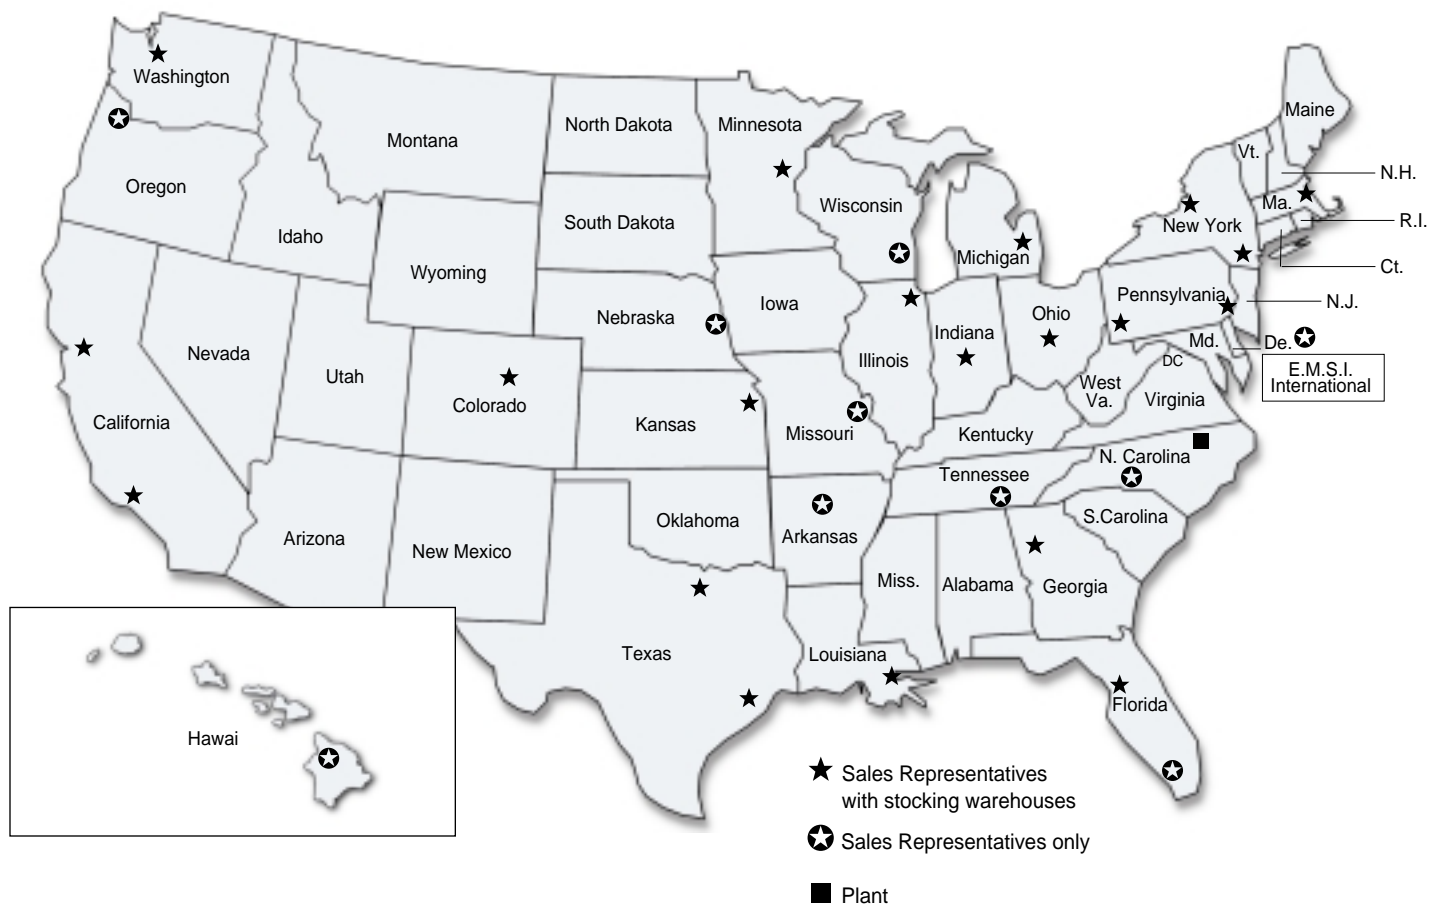 Washington
Montana
North Dakota
Minnesota
Maine
Vt.
N.H.
Oregon
Idaho
South Dakota
Wisconsin
Ma.
New York
R.I.
Wyoming
Michigan
Ct.
Nebraska
Iowa
Pennsylvania
N.J.
Nevada
Utah
Colorado
Illinois
Indiana
Ohio
Md.
De.
DC
E.M.S.I.
International
California
Kansas
Missouri
West
Va.
Virginia
Kentucky
N. Carolina
Tennessee
Arizona
New Mexico
Oklahoma
Arkansas
S.Carolina
Miss.
Alabama
Georgia
Texas
Louisiana
Florida
Hawai
Sales Representatives
with stocking warehouses
Sales Representatives only
Plant